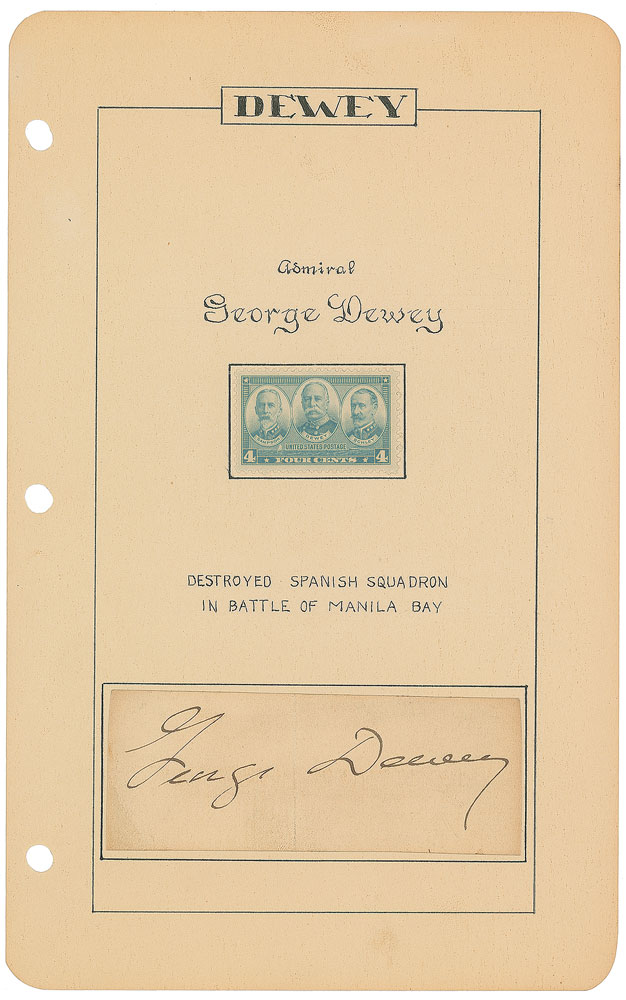 DEWEY
Admiral
George Dewey
SAMPSON DEWEY SCHLEY
UNITED STATES POSTAGE
4 FOUR CENTS 4
DESTROYED SPANISH SQUADRON
IN BATTLE OF MANILA BAY
George Dewey